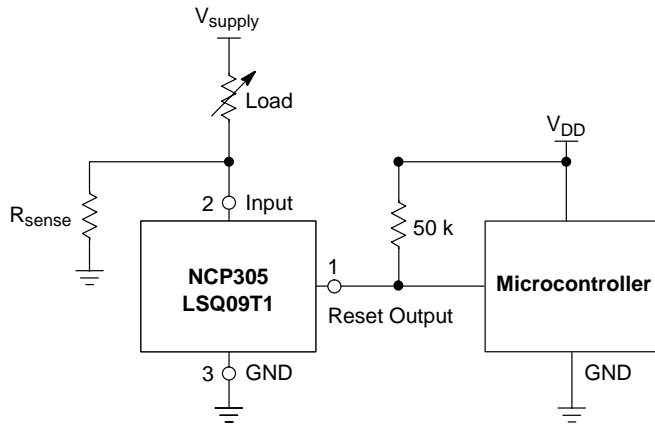 Vsupply
Load
VDD
Rsense
2 Input
50 k
NCP305
LSQ09T1
1
Microcontroller
Reset Output
3 GND
GND